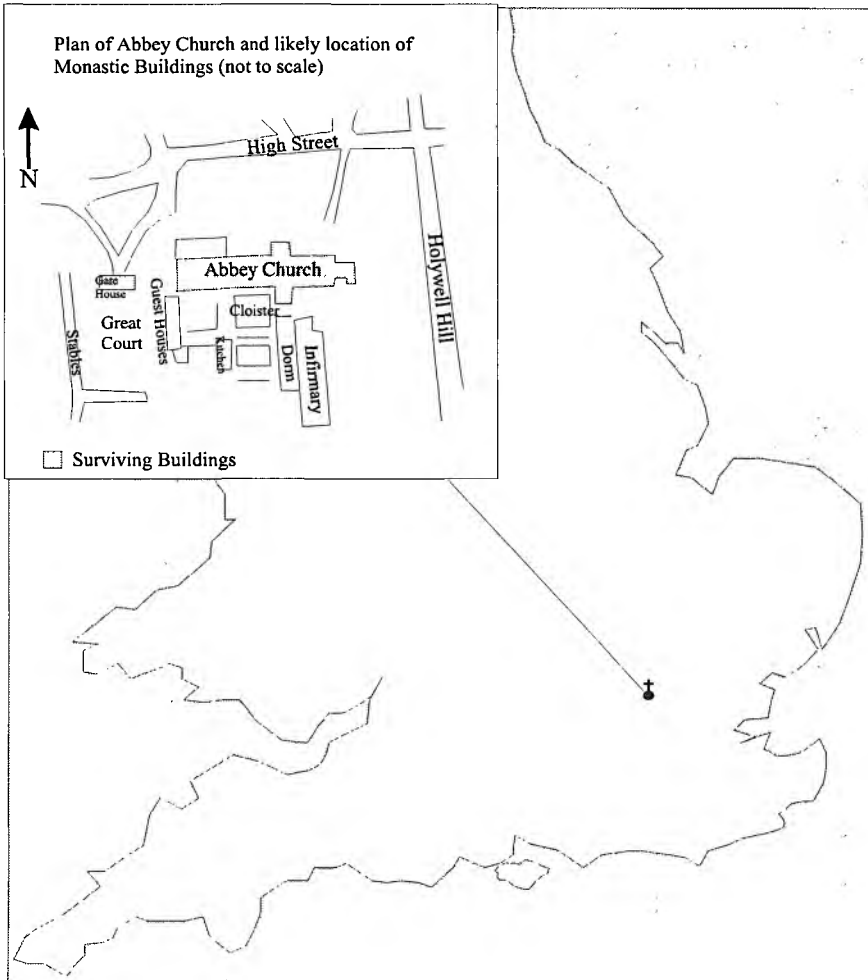 Plan of Abbey Church and likely location of
Monastic Buildings (not to scale)
N
High Street
Holywell Hill
Abbey Church
Gate
House
Guest Houses
Cloister
Great
Court
Stables
Kitchen
Dorm
Infirmary
Surviving Buildings